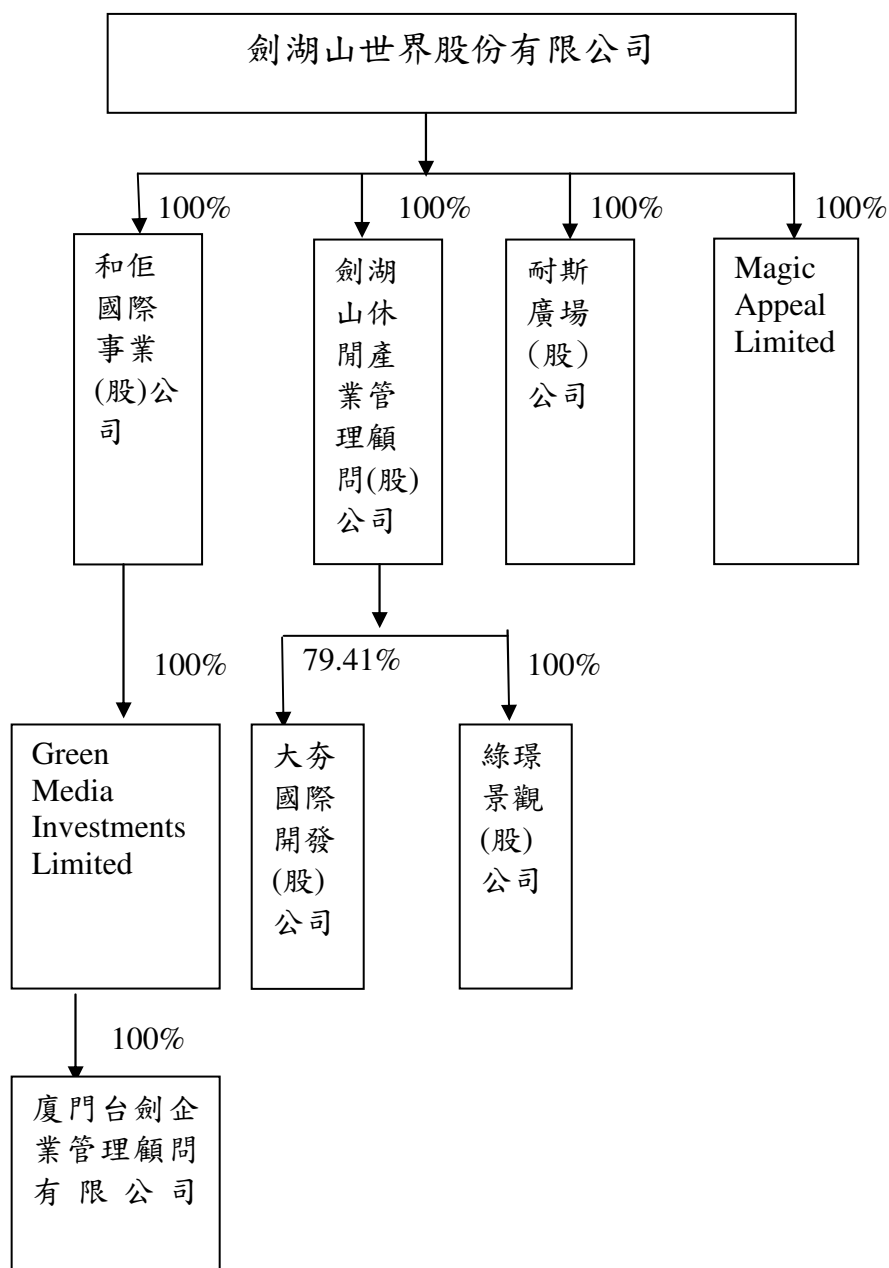 劍湖山世界股份有限公司
100%
100%
100%
100%
和佢
國際
事業
(股)公
司
劍湖
山休
閒產
業管
理顧
問(股)
公司
耐斯
廣場
（股）
公司
Magic
Appeal
Limited
100%
79.41%
100%
Green
Media
Investments
Limited
大夯
國際
開發
(股)
公司
綠璟
景觀
(股)
公司
100%
廈門台劍企
業管理顧問
有限公司